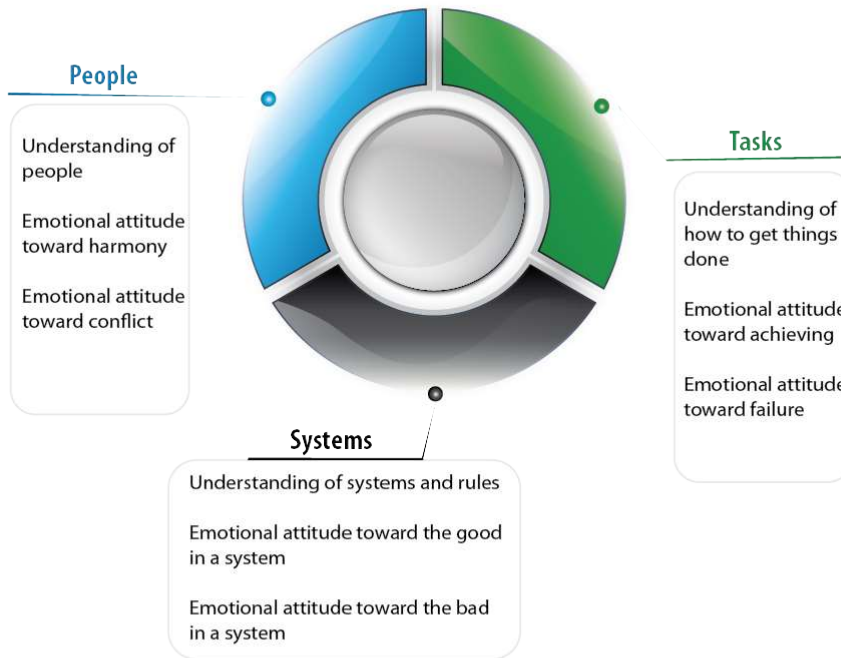 People
Understanding of
people
Emotional attitude
toward harmony
Emotional attitude
toward conflict
Tasks
Understanding of
how to get things
done
Emotional attitude
toward achieving
Emotional attitude
toward failure
Systems
Understanding of systems and rules
Emotional attitude toward the good
in a system
Emotional attitude toward the bad
in a system